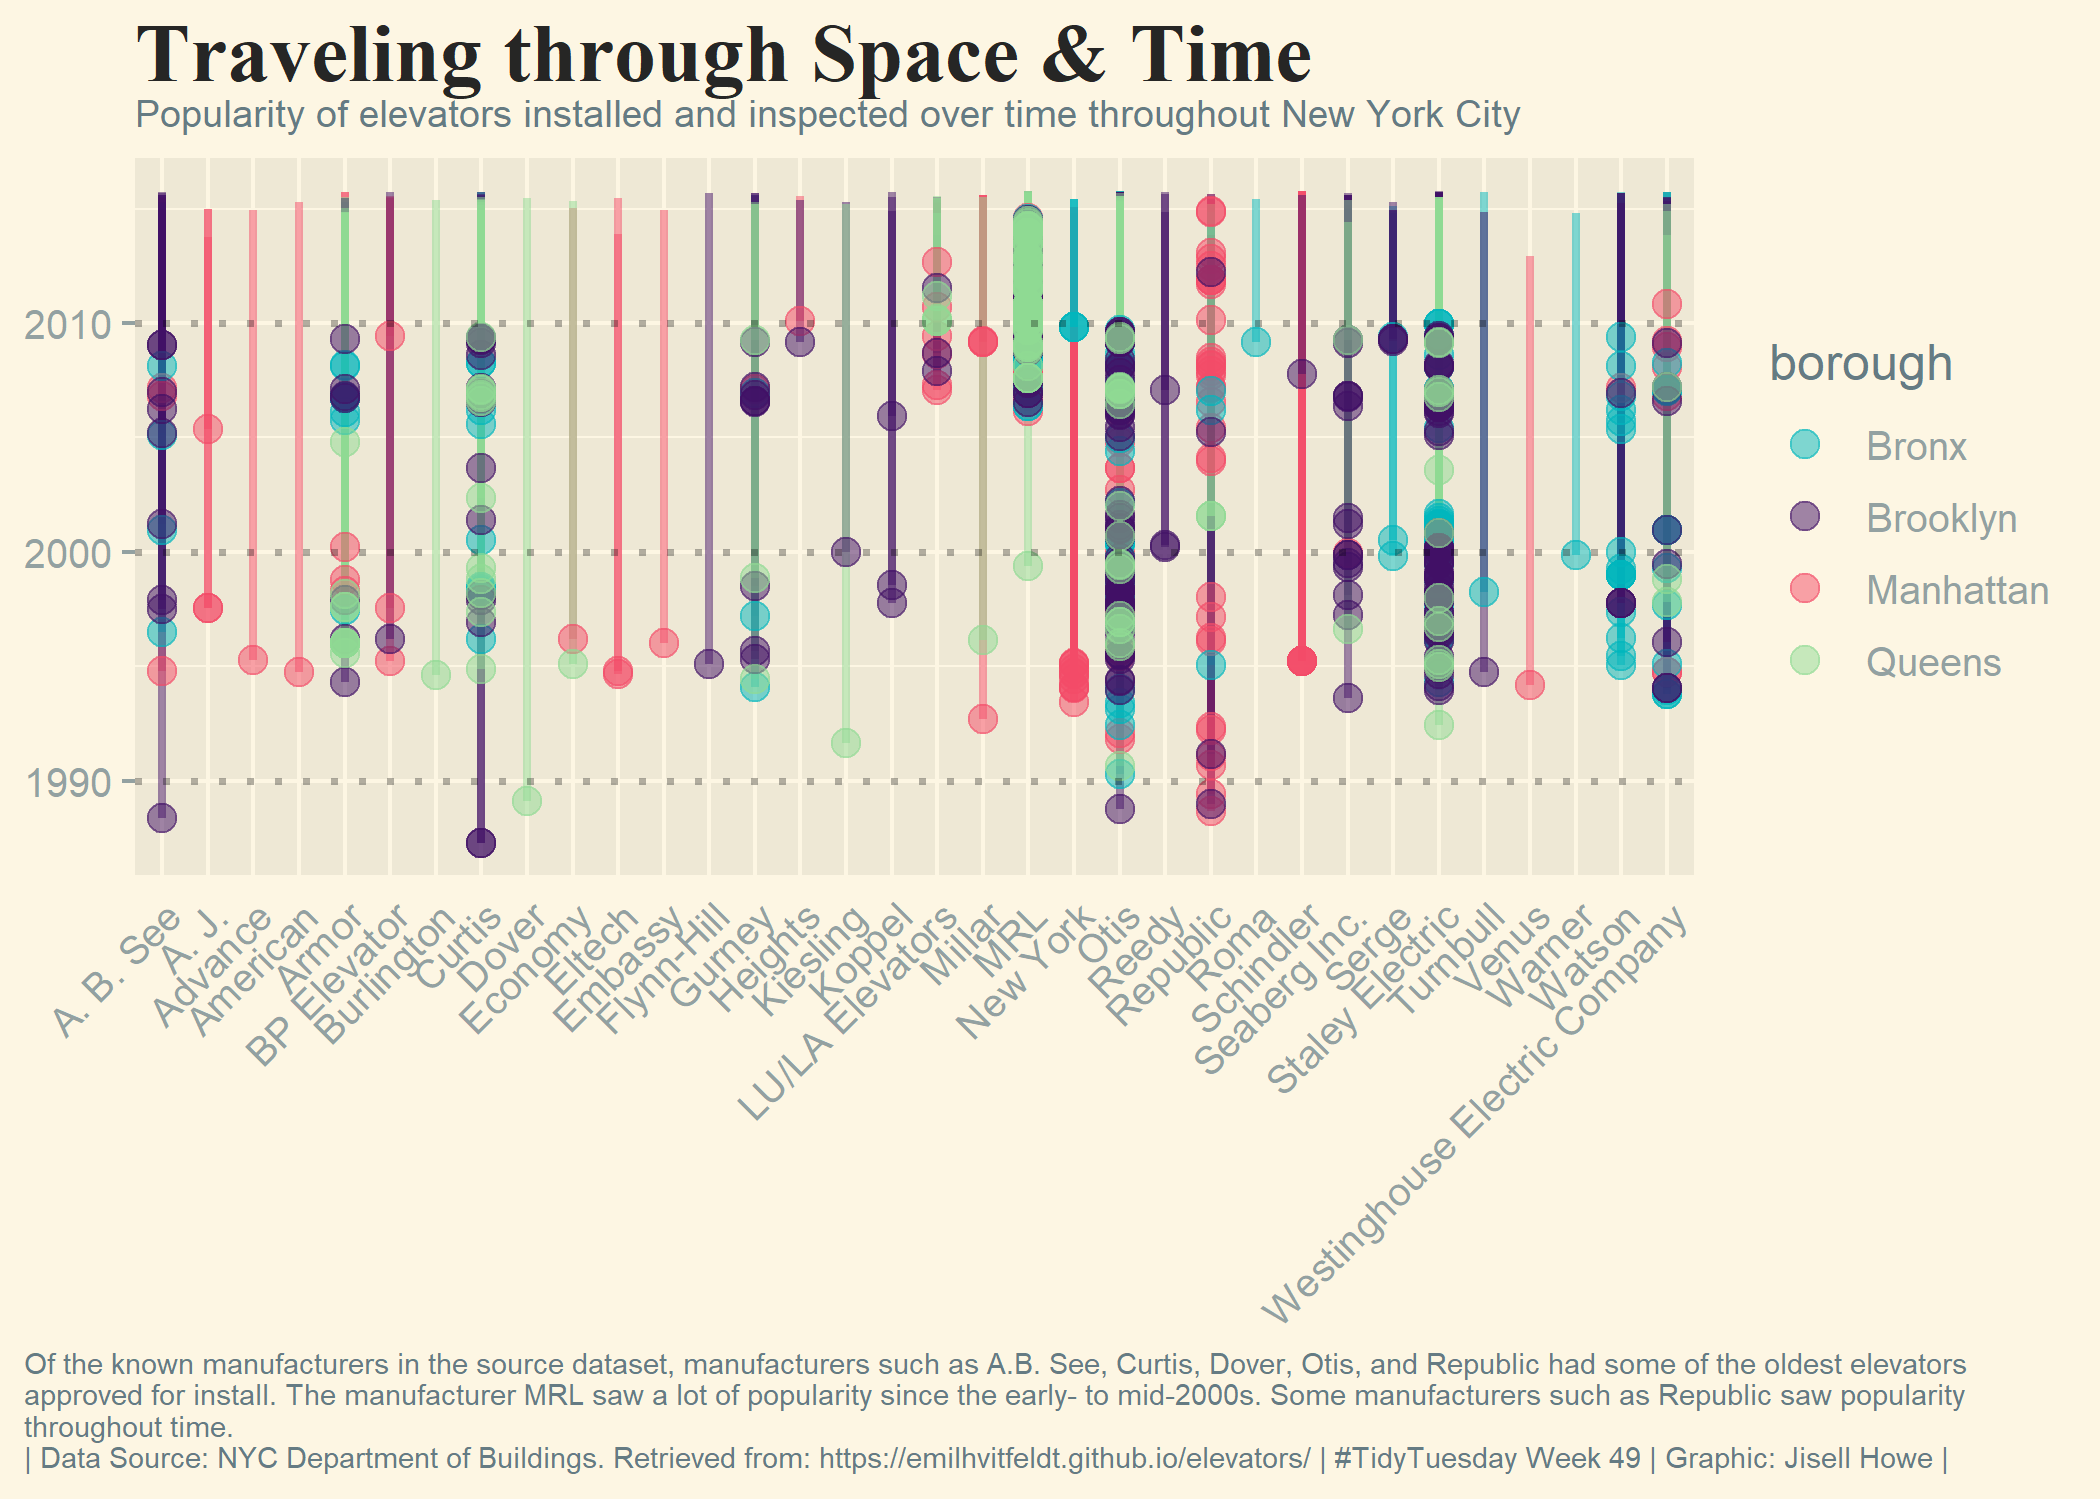 Traveling through Space & Time
Popularity of elevators installed and inspected over time throughout New York City
2010
2000
1990
borough
Bronx
Brooklyn
Manhattan
Queens
A. B. See
A. J.
Advance
American
Armor
BP Elevator
Burlington
Curtis
Dover
Economy
Eltech
Embassy
Flynn-Hill
Gurney
Heights
Kiesling
Koppel
LU/LA Elevators
Millar
MRL
New York
Otis
Reedy
Republic
Roma
Schindler
Seaberg Inc.
Serge
Staley Electric
Turnbull
Venus
Warner
Watson
Westinghouse Electric Company
Of the known manufacturers in the source dataset, manufacturers such as A.B. See, Curtis, Dover, Otis, and Republic had some of the oldest elevators
approved for install. The manufacturer MRL saw a lot of popularity since the early- to mid-2000s. Some manufacturers such as Republic saw popularity
throughout time.
| Data Source: NYC Department of Buildings. Retrieved from: https://emilhvitfeldt.github.io/elevators/ | #TidyTuesday Week 49 | Graphic: Jisell Howe |